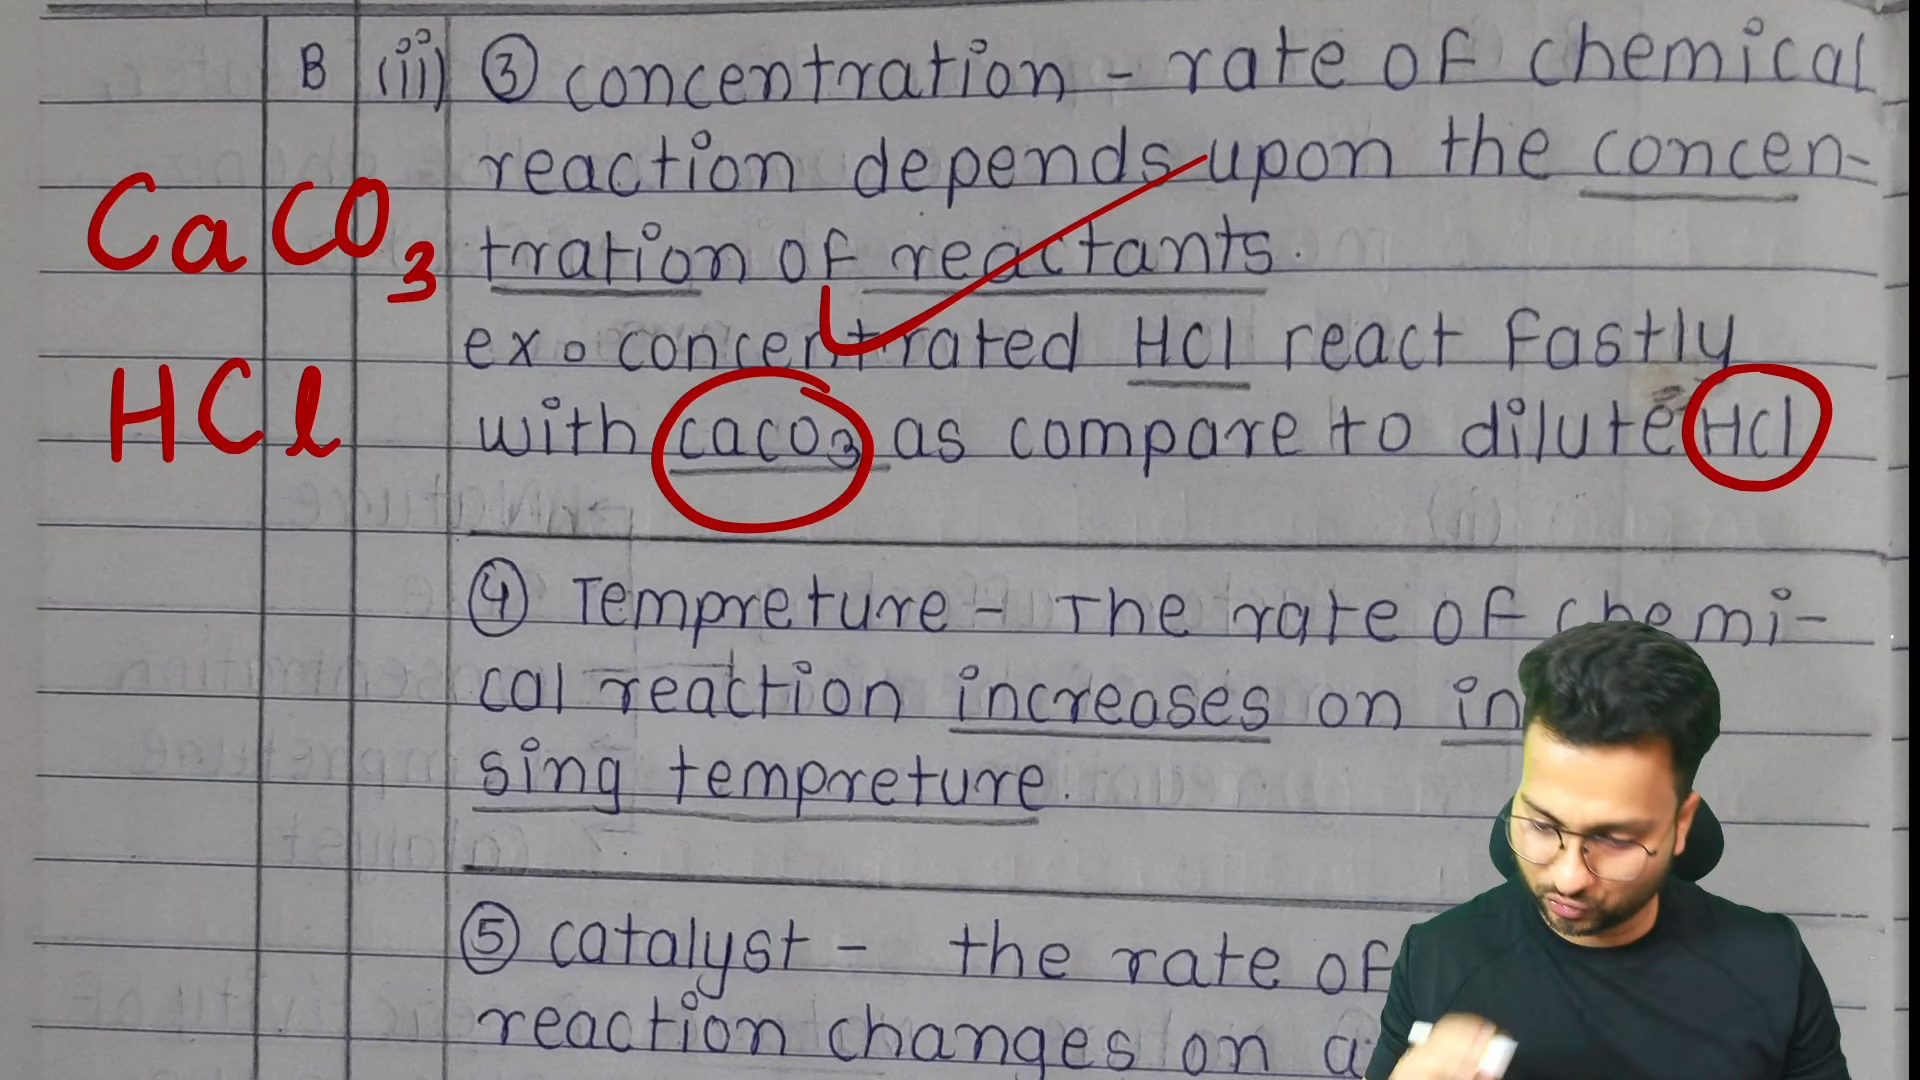 B (iii) ③ concentration - rate of chemical
reaction depends upon the concen-
CaCO₃
tration of reactants.
ex. concentrated HCl react fastly
HCl
with caco₃ as compare to dilute HCl
④ Tempreture - The rate of chemi-
cal reaction increases on in
sing tempreture.
⑤ catalyst - the rate of
reaction changes on a